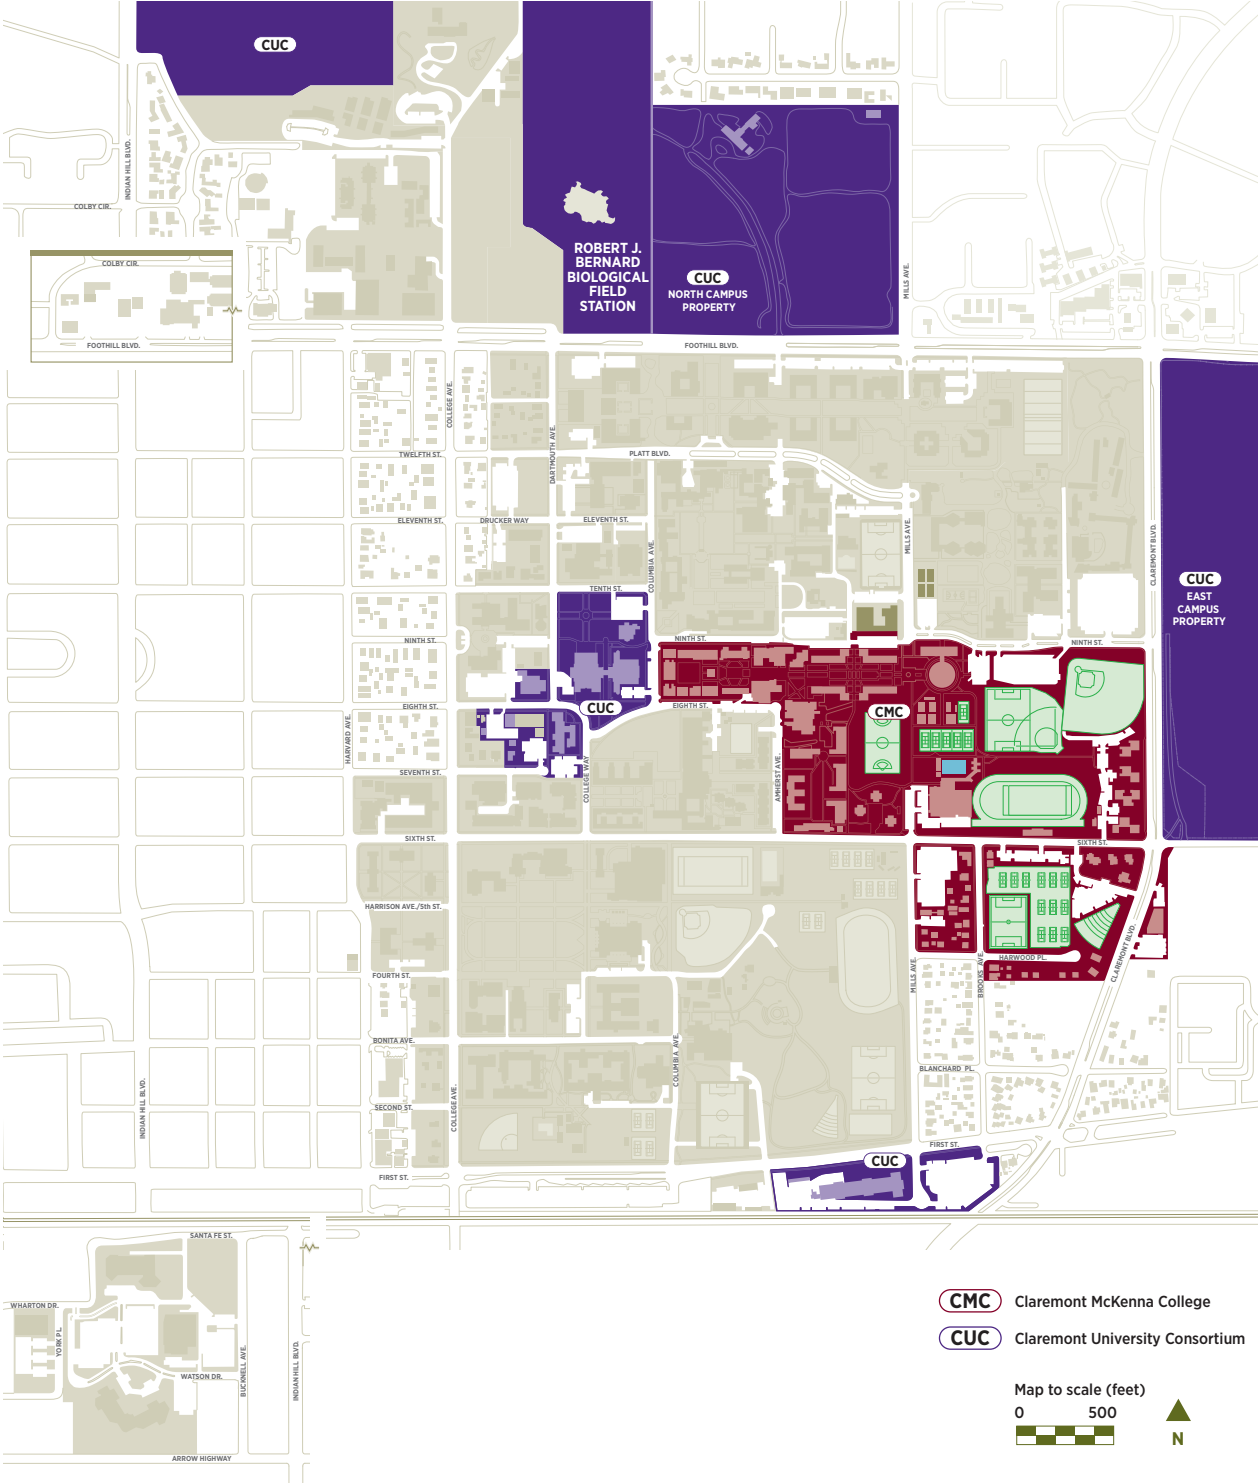 CUC
INDIAN HILL BLVD.
COLBY CIR.
COLBY CIR.
FOOTHILL BLVD.
ROBERT J.
BERNARD
BIOLOGICAL
FIELD
STATION
CUC
NORTH CAMPUS
PROPERTY
MILLS AVE.
FOOTHILL BLVD.
COLLEGE AVE.
DARTMOUTH AVE.
TWELFTH ST.
PLATT BLVD.
ELEVENTH ST.
DRUCKER WAY
ELEVENTH ST.
MILLS AVE.
CLAREMONT BLVD.
COLUMBIA AVE.
CUC
EAST
CAMPUS
PROPERTY
TENTH ST.
NINTH ST.
NINTH ST.
NINTH ST.
EIGHTH ST.
CUC
EIGHTH ST.
CMC
HARVARD AVE.
SEVENTH ST.
COLLEGE WAY
AMHERST AVE.
SIXTH ST.
SIXTH ST.
HARRISON AVE./5th ST.
CLAREMONT BLVD.
HARWOOD PL.
FOURTH ST.
MILLS AVE.
BROOKS AVE.
BONITA AVE.
COLUMBIA AVE.
BLANCHARD PL.
INDIAN HILL BLVD.
SECOND ST.
COLLEGE AVE.
FIRST ST.
CUC
FIRST ST.
SANTA FE ST.
WHARTON DR.
YORK PL.
WATSON DR.
BUCKNELL AVE.
INDIAN HILL BLVD.
ARROW HIGHWAY
CMC Claremont McKenna College
CUC Claremont University Consortium
Map to scale (feet)
0 500
N